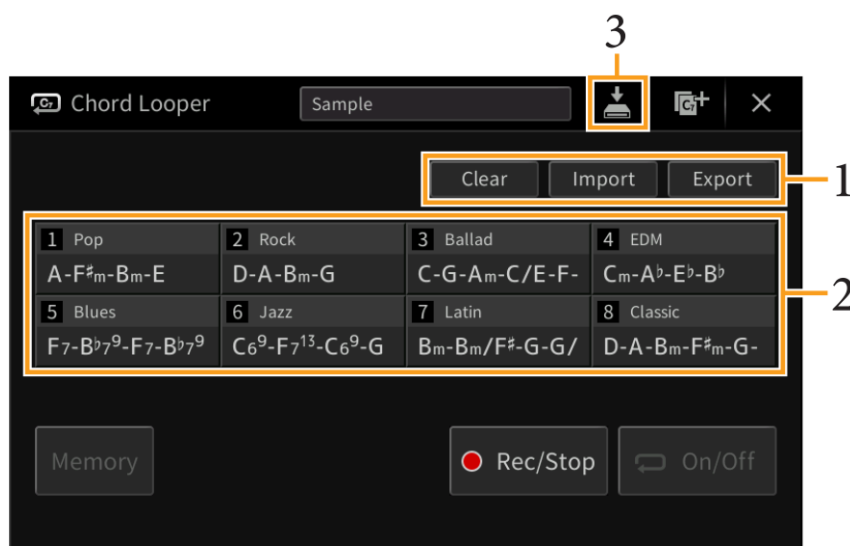 3
C7 Chord Looper Sample C7+
Clear Import Export 1
1 Pop 2 Rock 3 Ballad 4 EDM
A-F♯m-Bm-E D-A-Bm-G C-G-Am-C/E-F- Cm-A♭-E♭-B♭
2
5 Blues 6 Jazz 7 Latin 8 Classic
F7-B♭7⁹-F7-B♭7⁹ C6⁹-F7¹³-C6⁹-G Bm-Bm/F♯-G-G/ D-A-Bm-F♯m-G-
Memory Rec/Stop On/Off